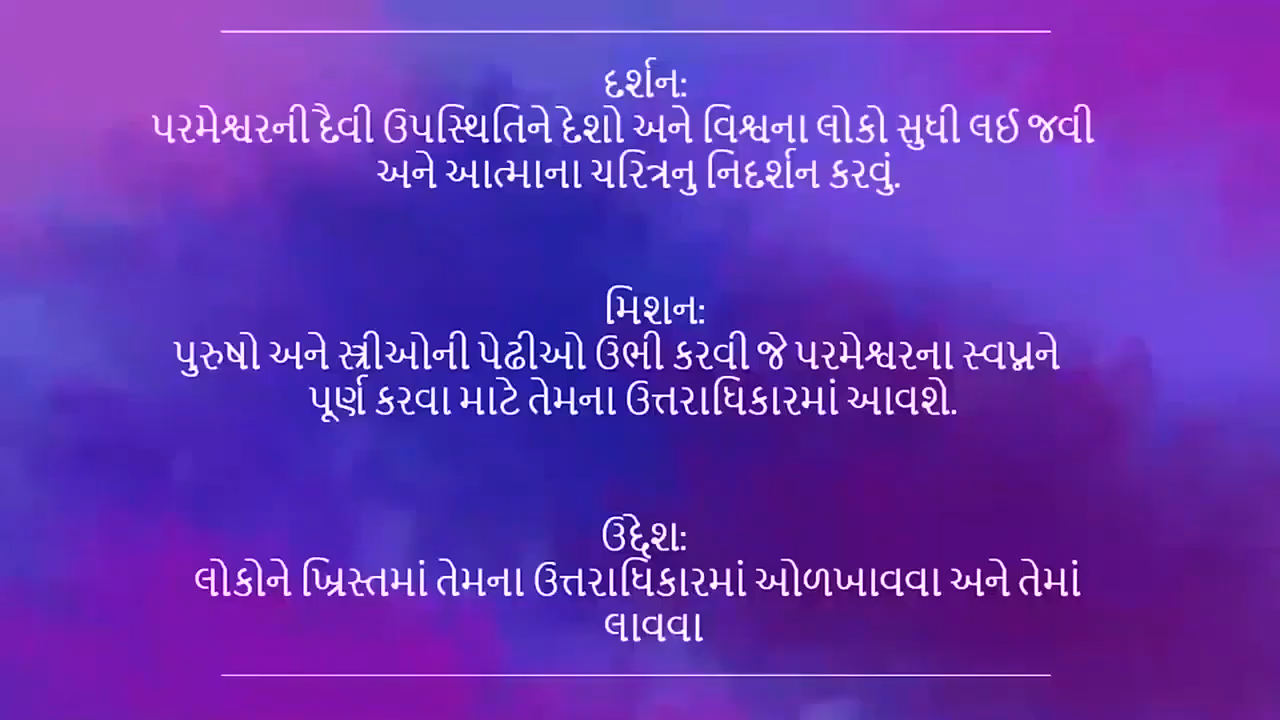 દર્શન:
પરમેશ્વરની દૈવી ઉપસ્થિતિને દેશો અને વિશ્વના લોકો સુધી લઈ જવી
અને આત્માના ચરિત્રનુ નિદર્શન કરવું.
મિશન:
પુરુષો અને સ્ત્રીઓની પેઢીઓ ઉભી કરવી જે પરમેશ્વરના સ્વપ્નને
પૂર્ણ કરવા માટે તેમના ઉત્તરાધિકારમાં આવશે.
ઉદ્દેશ:
લોકોને ખ્રિસ્તમાં તેમના ઉત્તરાધિકારમાં ઓળખાવવા અને તેમાં
લાવવા